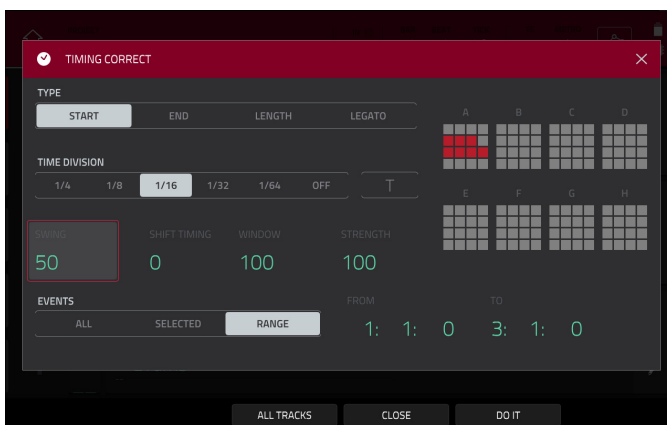 TIMING CORRECT
TYPE
START END LENGTH LEGATO
A B C D
TIME DIVISION
1/4 1/8 1/16 1/32 1/64 OFF T
E F G H
SWING SHIFT TIMING WINDOW STRENGTH
50 0 100 100
EVENTS FROM TO
ALL SELECTED RANGE 1: 1: 0 3: 1: 0
ALL TRACKS CLOSE DO IT